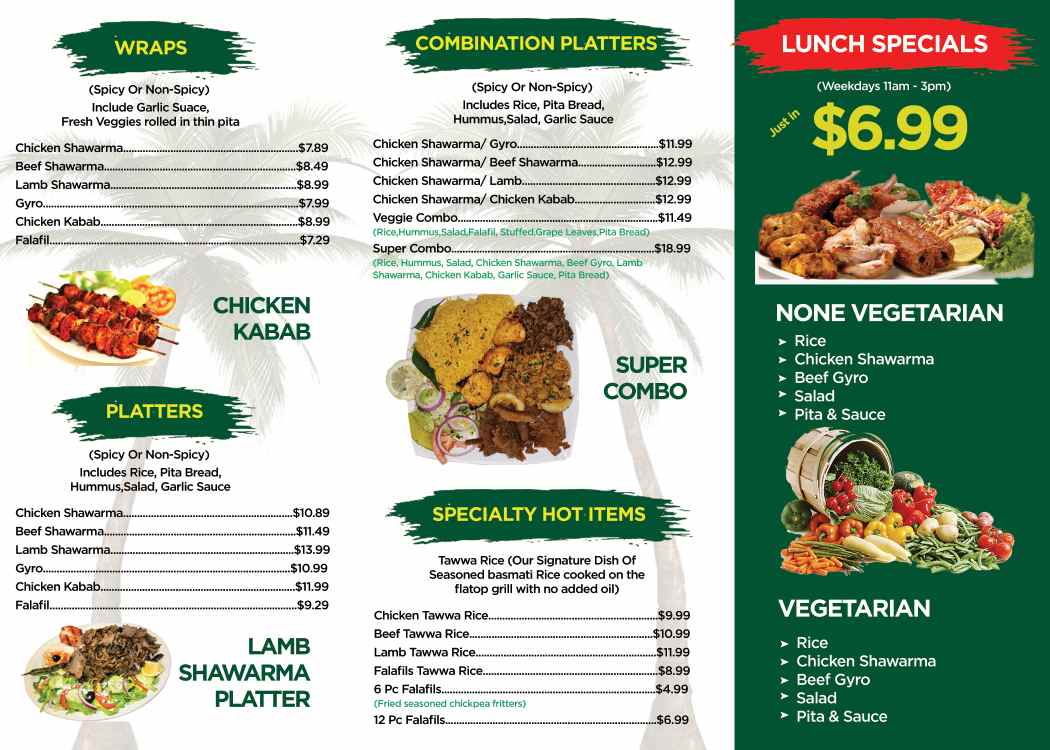 WRAPS
(Spicy Or Non-Spicy)
Include Garlic Suace,
Fresh Veggies rolled in thin pita
Chicken Shawarma..........$7.89
Beef Shawarma..........$8.49
Lamb Shawarma..........$8.99
Gyro..........$7.99
Chicken Kabab..........$8.99
Falafil..........$7.29
CHICKEN
KABAB
PLATTERS
(Spicy Or Non-Spicy)
Includes Rice, Pita Bread,
Hummus,Salad, Garlic Sauce
Chicken Shawarma..........$10.89
Beef Shawarma..........$11.49
Lamb Shawarma..........$13.99
Gyro..........$10.99
Chicken Kabab..........$11.99
Falafil..........$9.29
LAMB
SHAWARMA
PLATTER
COMBINATION PLATTERS
(Spicy Or Non-Spicy)
Includes Rice, Pita Bread,
Hummus,Salad, Garlic Sauce
Chicken Shawarma/ Gyro..........$11.99
Chicken Shawarma/ Beef Shawarma..........$12.99
Chicken Shawarma/ Lamb..........$12.99
Chicken Shawarma/ Chicken Kabab..........$12.99
Veggie Combo..........$11.49
(Rice,Hummus,Salad,Falafil, Stuffed,Grape Leaves,Pita Bread)
Super Combo..........$18.99
(Rice, Hummus, Salad, Chicken Shawarma, Beef Gyro, Lamb
Shawarma, Chicken Kabab, Garlic Sauce, Pita Bread)
SUPER
COMBO
SPECIALTY HOT ITEMS
Tawwa Rice (Our Signature Dish Of
Seasoned basmati Rice cooked on the
flatop grill with no added oil)
Chicken Tawwa Rice..........$9.99
Beef Tawwa Rice..........$10.99
Lamb Tawwa Rice..........$11.99
Falafils Tawwa Rice..........$8.99
6 Pc Falafils..........$4.99
(Fried seasoned chickpea fritters)
12 Pc Falafils..........$6.99
LUNCH SPECIALS
(Weekdays 11am - 3pm)
Just in
$6.99
NONE VEGETARIAN
➤ Rice
➤ Chicken Shawarma
➤ Beef Gyro
➤ Salad
➤ Pita & Sauce
VEGETARIAN
➤ Rice
➤ Chicken Shawarma
➤ Beef Gyro
➤ Salad
➤ Pita & Sauce